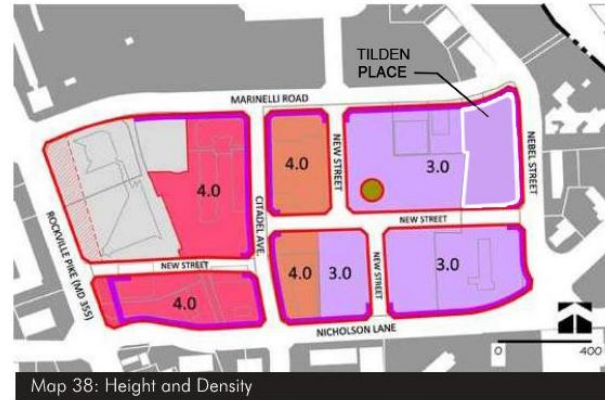 TILDEN
PLACE
MARINELLI ROAD
4.0
4.0
3.0
NEW STREET
CITADEL AVE.
NEBEL STREET
ROCKVILLE PIKE (MD 355)
NEW STREET
NEW STREET
4.0
4.0
3.0
NEW STREET
3.0
NICHOLSON LANE
0 400
Map 38: Height and Density